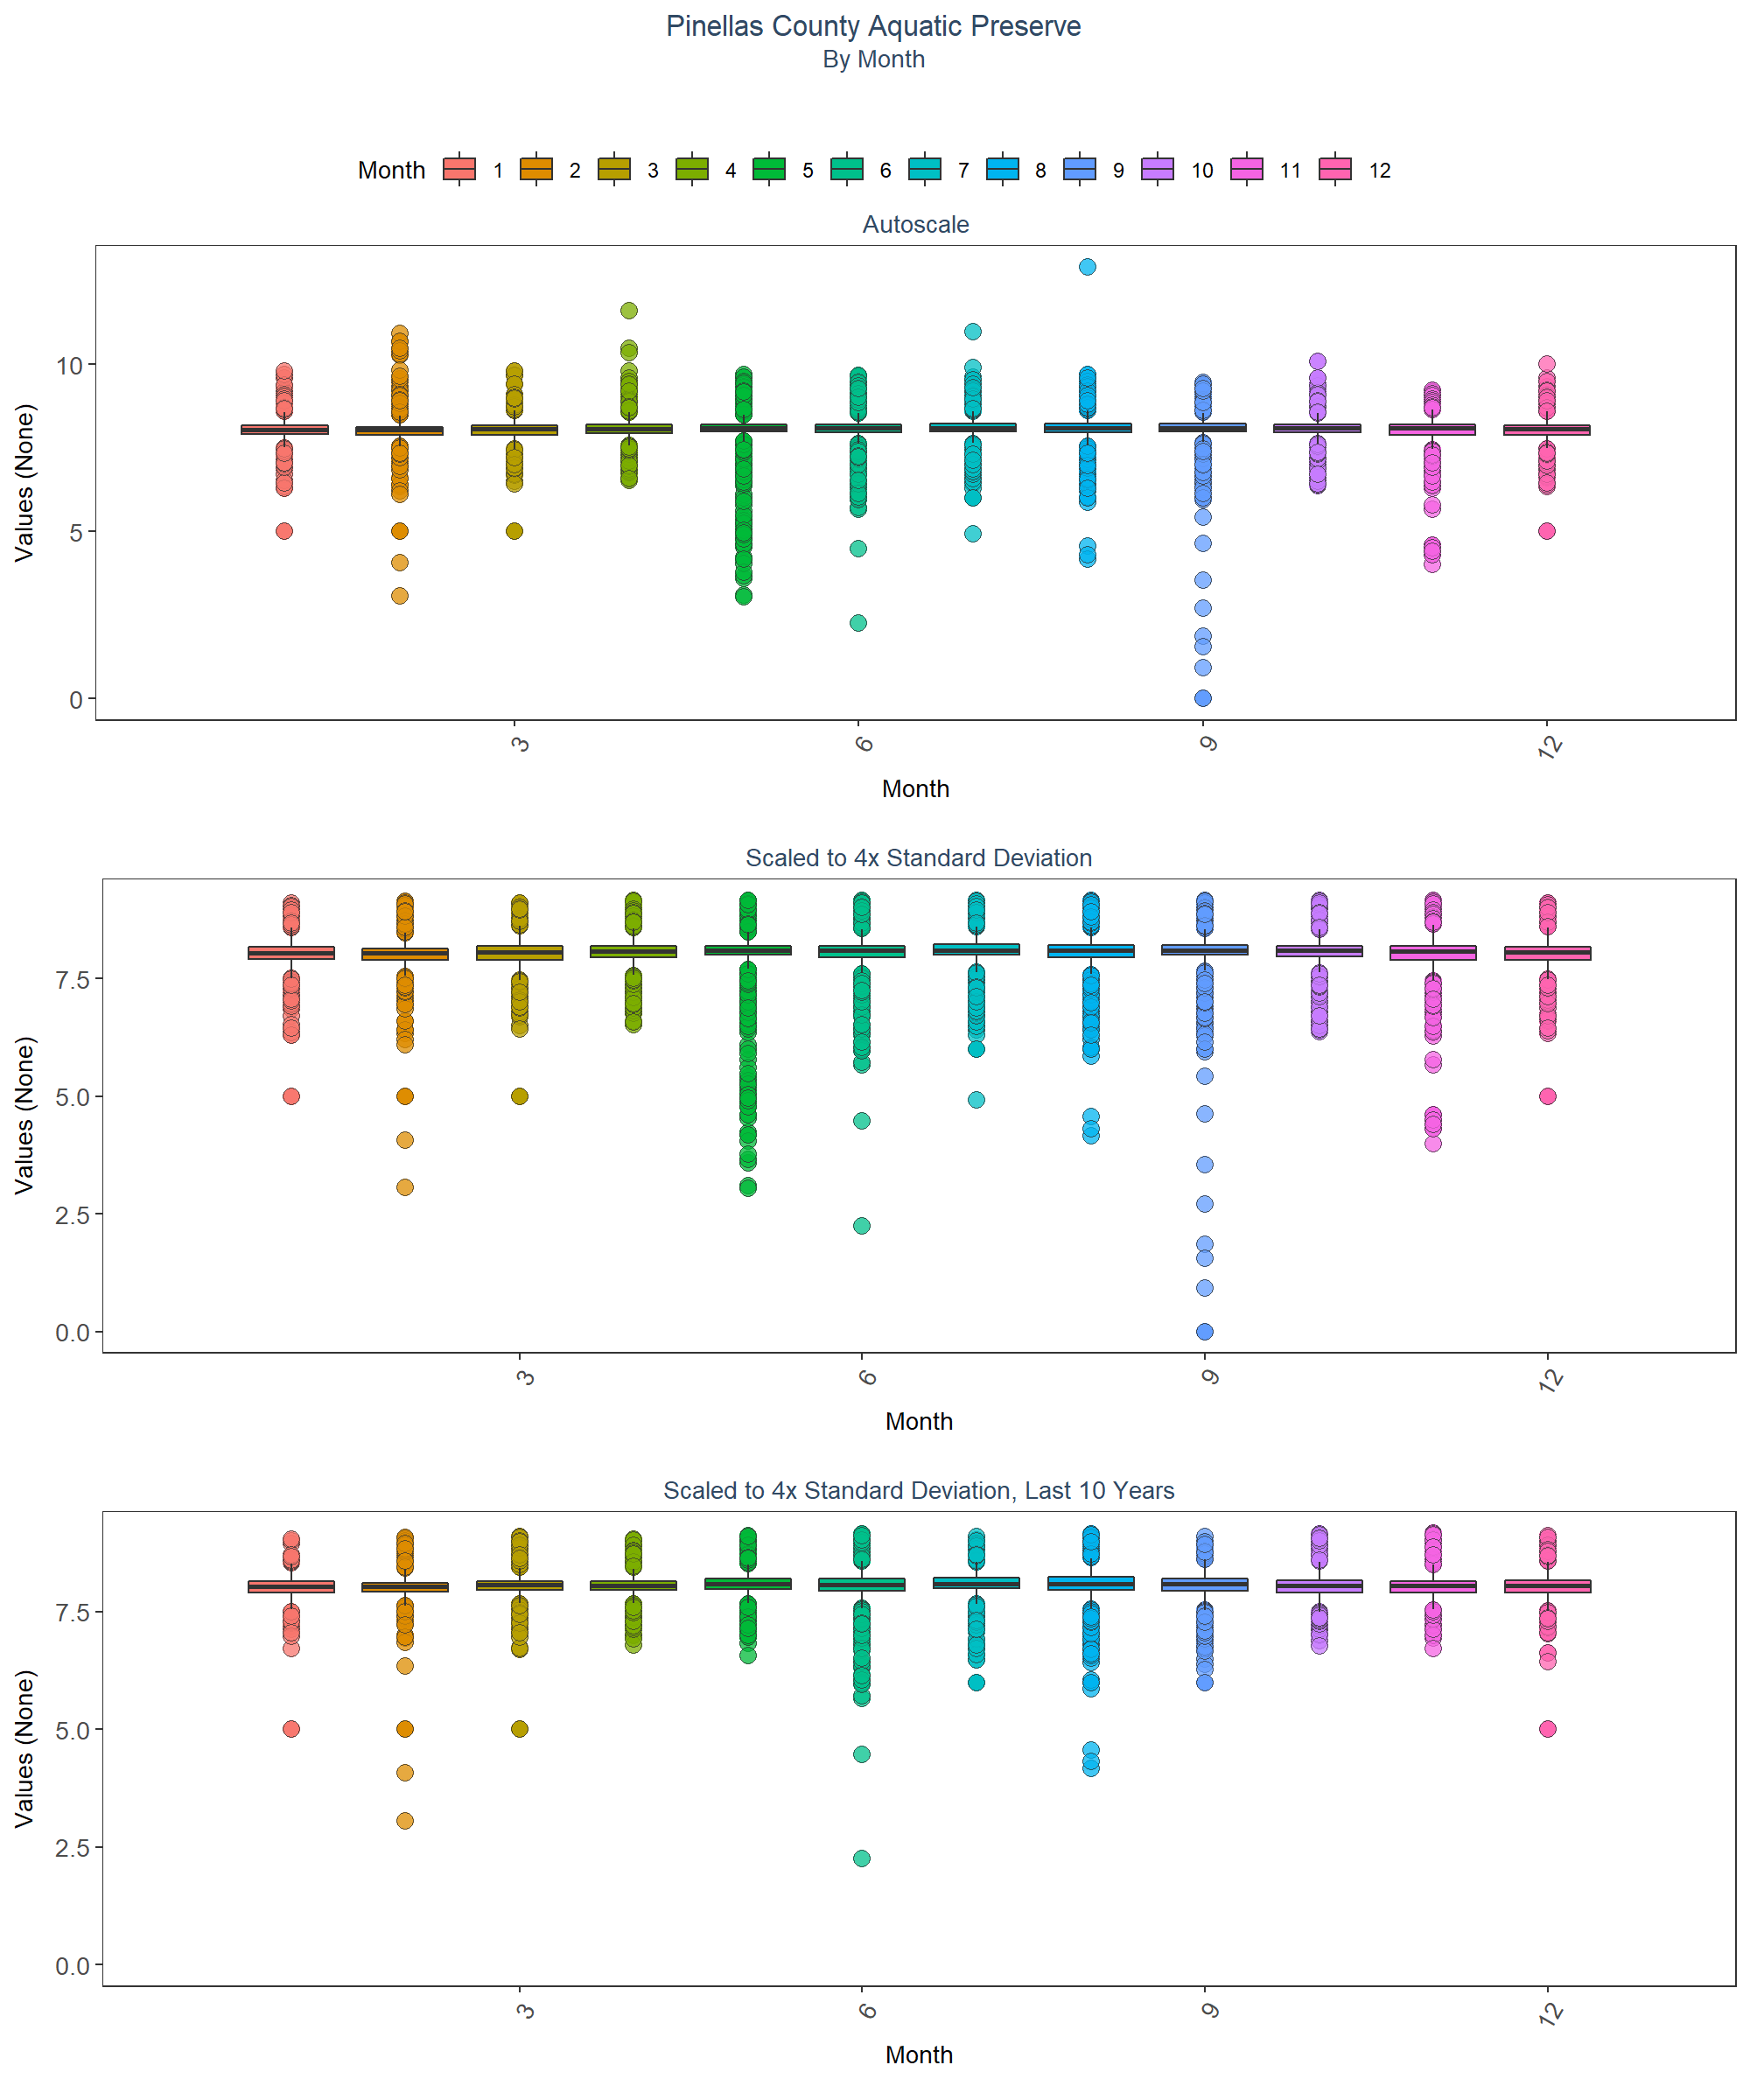 Pinellas County Aquatic Preserve
By Month
Month 1 2 3 4 5 6 7 8 9 10 11 12
Autoscale
Values (None)
10
5
0
3 6 9 12
Month
Scaled to 4x Standard Deviation
Values (None)
7.5
5.0
2.5
0.0
3 6 9 12
Month
Scaled to 4x Standard Deviation, Last 10 Years
Values (None)
7.5
5.0
2.5
0.0
3 6 9 12
Month